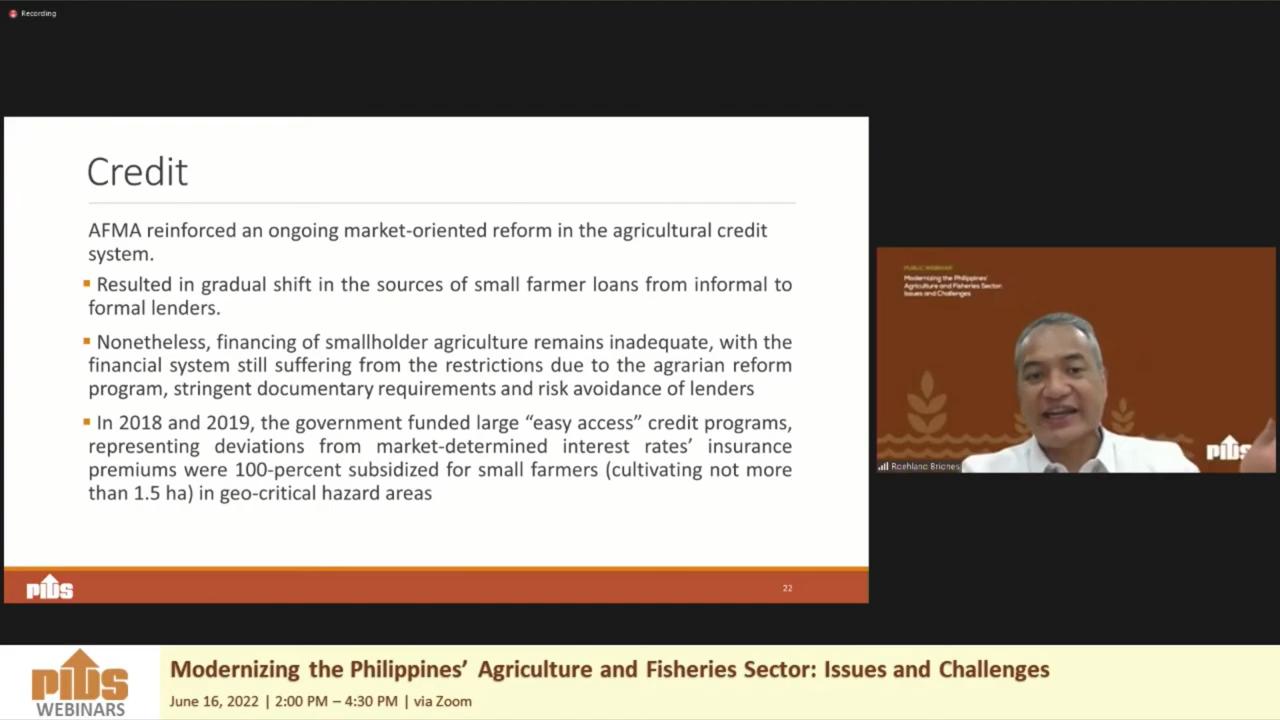 Recording
Credit
AFMA reinforced an ongoing market-oriented reform in the agricultural credit
system.
Resulted in gradual shift in the sources of small farmer loans from informal to
formal lenders.
Nonetheless, financing of smallholder agriculture remains inadequate, with the
financial system still suffering from the restrictions due to the agrarian reform
program, stringent documentary requirements and risk avoidance of lenders
In 2018 and 2019, the government funded large “easy access” credit programs,
representing deviations from market-determined interest rates’ insurance
premiums were 100-percent subsidized for small farmers (cultivating not more
than 1.5 ha) in geo-critical hazard areas
PIDS
22
PUBLIC WEBINAR
Modernizing the Philippines’
Agriculture and Fisheries Sector:
Issues and Challenges
PIDS
Roehlano Briones
PIDS
WEBINARS
Modernizing the Philippines’ Agriculture and Fisheries Sector: Issues and Challenges
June 16, 2022 | 2:00 PM – 4:30 PM | via Zoom